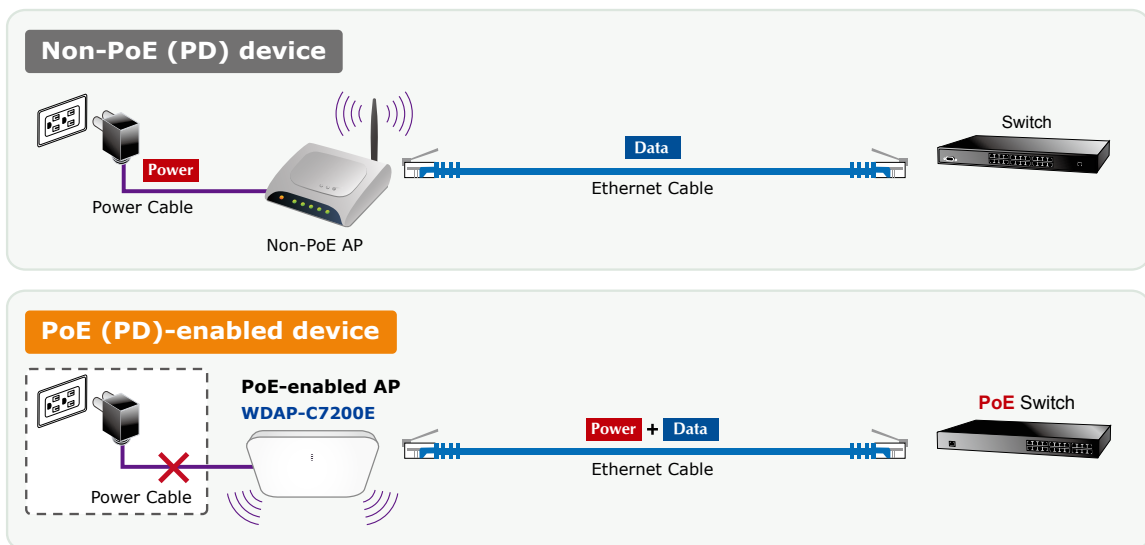 Non-PoE (PD) device
Switch
Data
Power
Ethernet Cable
Power Cable
Non-PoE AP
PoE (PD)-enabled device
PoE-enabled AP
WDAP-C7200E
PoE Switch
Power + Data
Ethernet Cable
Power Cable